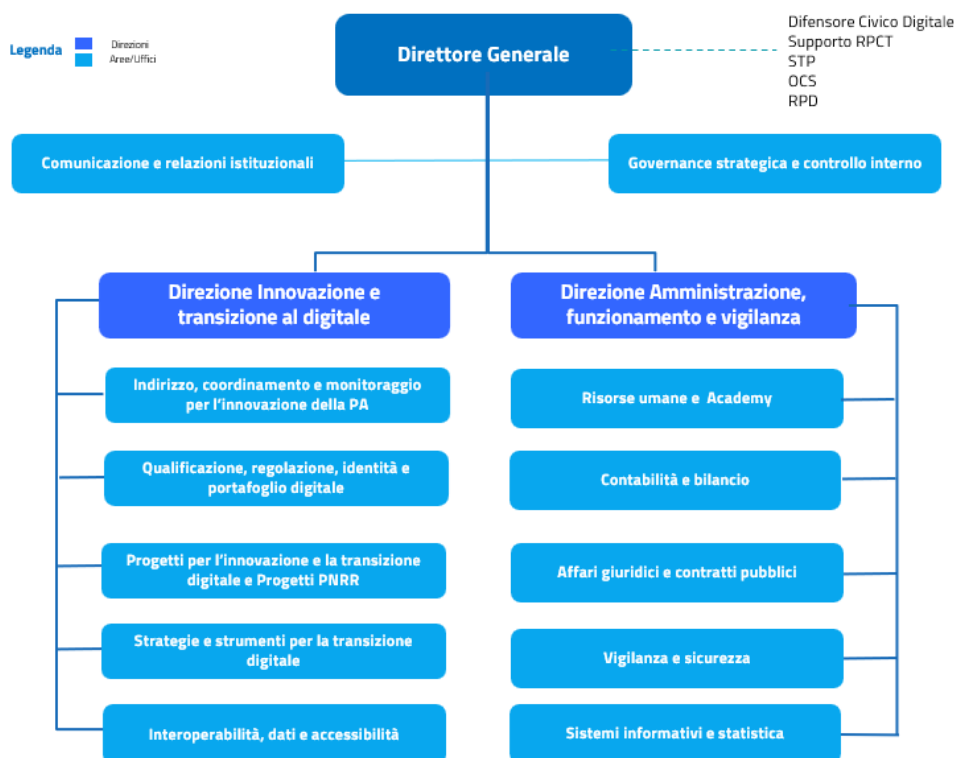 Legenda
Direzioni
Aree/Uffici
Direttore Generale
Difensore Civico Digitale
Supporto RPCT
STP
OCS
RPD
Comunicazione e relazioni istituzionali
Governance strategica e controllo interno
Direzione Innovazione e
transizione al digitale
Indirizzo, coordinamento e monitoraggio
per l'innovazione della PA
Qualificazione, regolazione, identità e
portafoglio digitale
Progetti per l'innovazione e la transizione
digitale e Progetti PNRR
Strategie e strumenti per la transizione
digitale
Interoperabilità, dati e accessibilità
Direzione Amministrazione,
funzionamento e vigilanza
Risorse umane e Academy
Contabilità e bilancio
Affari giuridici e contratti pubblici
Vigilanza e sicurezza
Sistemi informativi e statistica